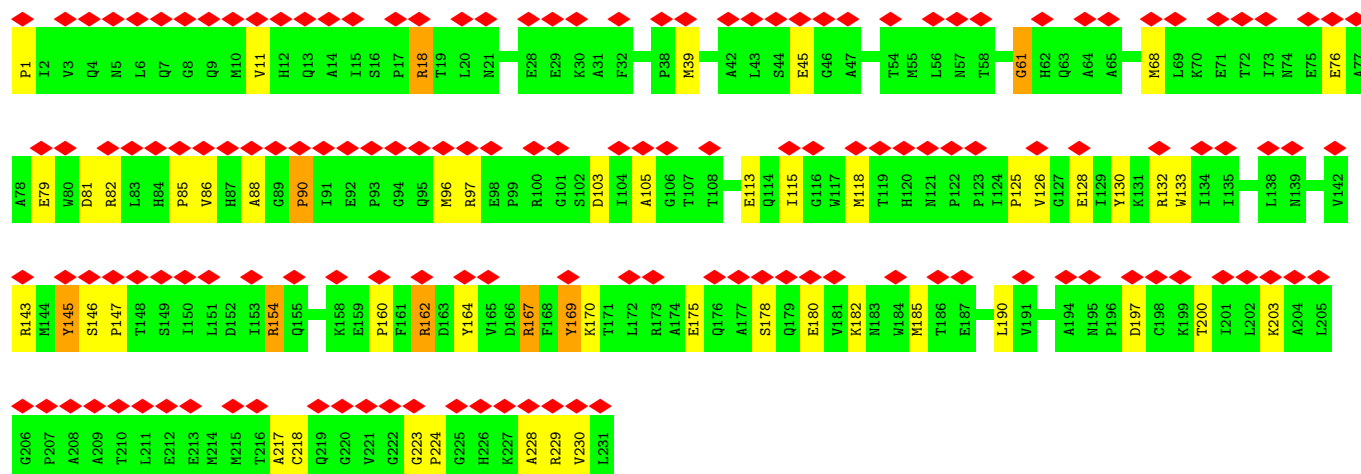 P1 I2 V3 Q4 N5 L6 Q7 G8 Q9 M10 V11 H12 Q13 A14 I15 S16 P17 R18 T19 L20 N21 E28 E29 K30 A31 F32 P38 M39 A42 L43 S44 E45 G46 A47 T54 M55 L56 N57 T58 G61 H62 Q63 A64 A65 M68 L69 K70 E71 T72 I73 N74 E75 E76 A77
A78 E79 W80 D81 R82 L83 H84 P85 V86 H87 A88 G89 P90 I91 E92 P93 G94 Q95 M96 R97 E98 P99 R100 G101 S102 D103 I104 A105 G106 T107 T108 E113 Q114 I115 G116 W117 M118 T119 H120 N121 P122 P123 I124 P125 V126 G127 E128 I129 Y130 K131 R132 W133 I134 I135 L138 N139 V142
R143 M144 Y145 S146 P147 T148 S149 I150 L151 D152 I153 R154 Q155 K158 E159 P160 F161 R162 D163 Y164 V165 D166 R167 F168 Y169 K170 T171 L172 R173 A174 E175 Q176 A177 S178 Q179 E180 V181 K182 N183 W184 M185 T186 E187 L190 V191 A194 N195 P196 D197 C198 K199 T200 I201 L202 K203 A204 L205
G206 P207 A208 A209 T210 L211 E212 E213 M214 M215 T216 A217 C218 Q219 G220 V221 G222 G223 P224 G225 H226 K227 A228 R229 V230 L231